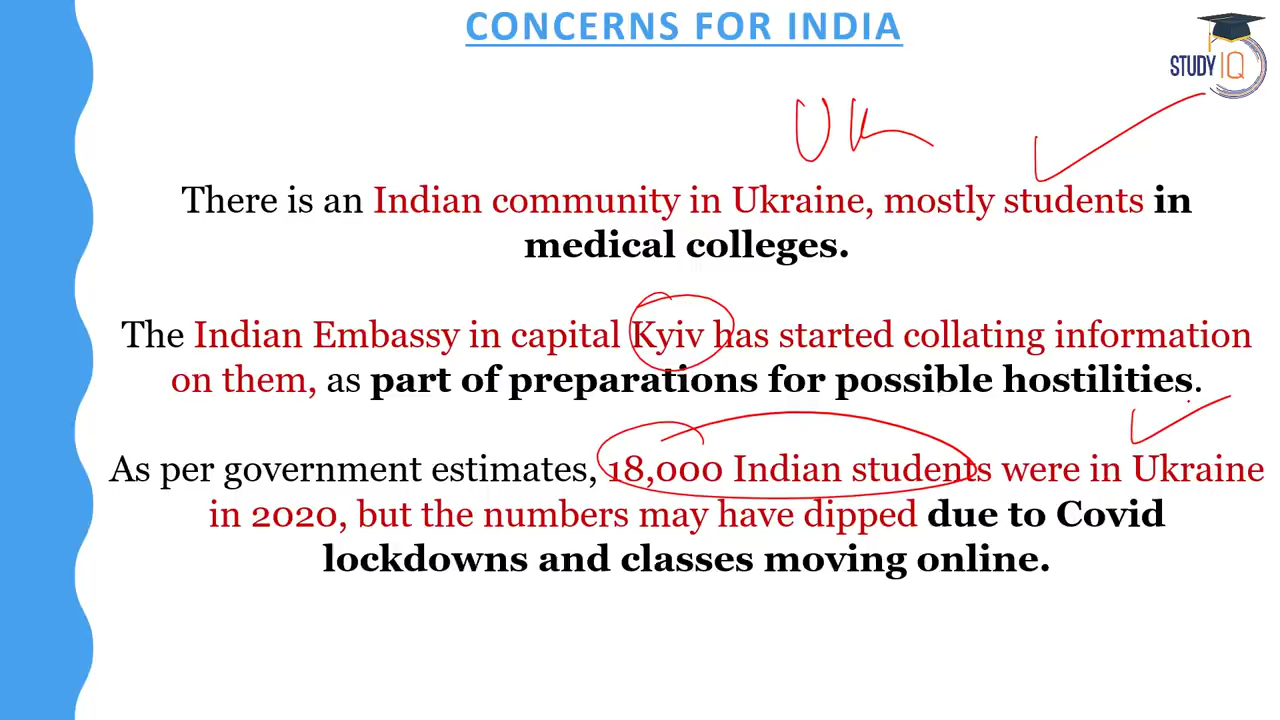 CONCERNS FOR INDIA
STUDY IQ
UK
There is an Indian community in Ukraine, mostly students in
medical colleges.
The Indian Embassy in capital Kyiv has started collating information
on them, as part of preparations for possible hostilities.
As per government estimates, 18,000 Indian students were in Ukraine
in 2020, but the numbers may have dipped due to Covid
lockdowns and classes moving online.